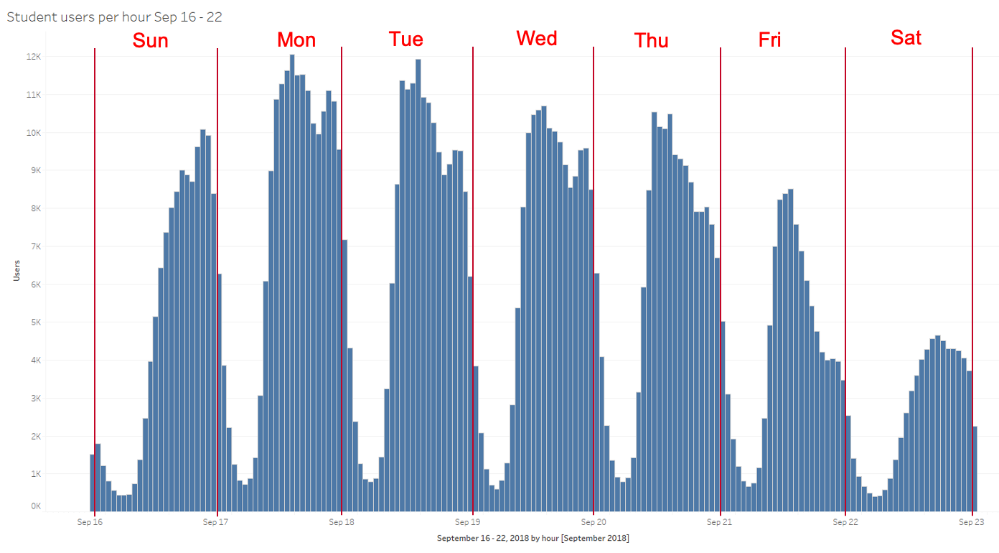 Student users per hour Sep 16 - 22
Sun Mon Tue Wed Thu Fri Sat
12K
11K
10K
9K
8K
7K
6K
5K
4K
3K
2K
1K
0K
Users
Sep 16 Sep 17 Sep 18 Sep 19 Sep 20 Sep 21 Sep 22 Sep 23
September 16 - 22, 2018 by hour [September 2018]